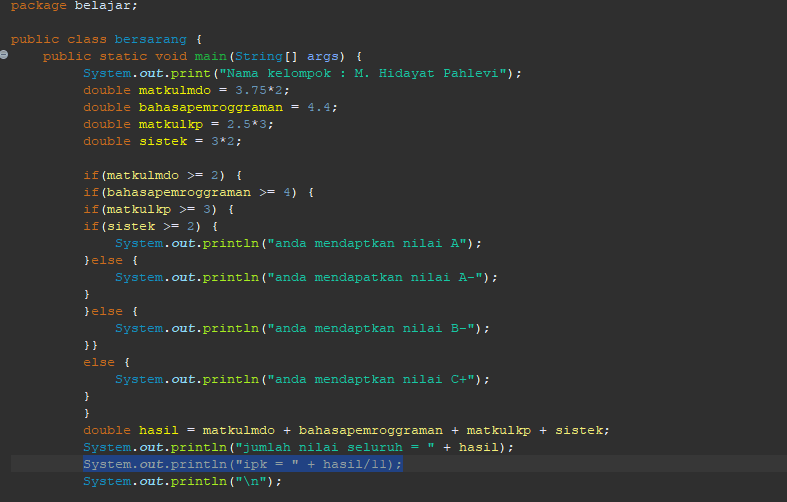 package belajar;
public class bersarang {
public static void main(String[] args) {
System.out.print("Nama kelompok : M. Hidayat Pahlevi");
double matkulmdo = 3.75*2;
double bahasapemroggraman = 4.4;
double matkulkp = 2.5*3;
double sistek = 3*2;
if(matkulmdo >= 2) {
if(bahasapemroggraman >= 4) {
if(matkulkp >= 3) {
if(sistek >= 2) {
System.out.println("anda mendaptkan nilai A");
}else {
System.out.println("anda mendapatkan nilai A-");
}
}else {
System.out.println("anda mendaptkan nilai B-");
}}
else {
System.out.println("anda mendaptkan nilai C+");
}
}
double hasil = matkulmdo + bahasapemroggraman + matkulkp + sistek;
System.out.println("jumlah nilai seluruh = " + hasil);
System.out.println("ipk = " + hasil/11);
System.out.println("\n");